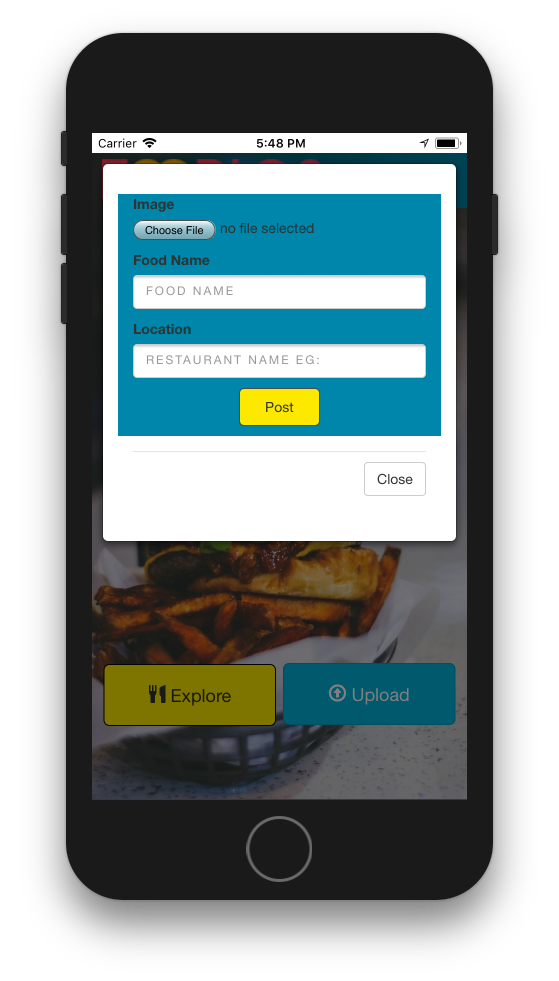 Carrier 5:48 PM
Image
Choose File no file selected
Food Name
FOOD NAME
Location
RESTAURANT NAME EG:
Post
Close
Explore Upload